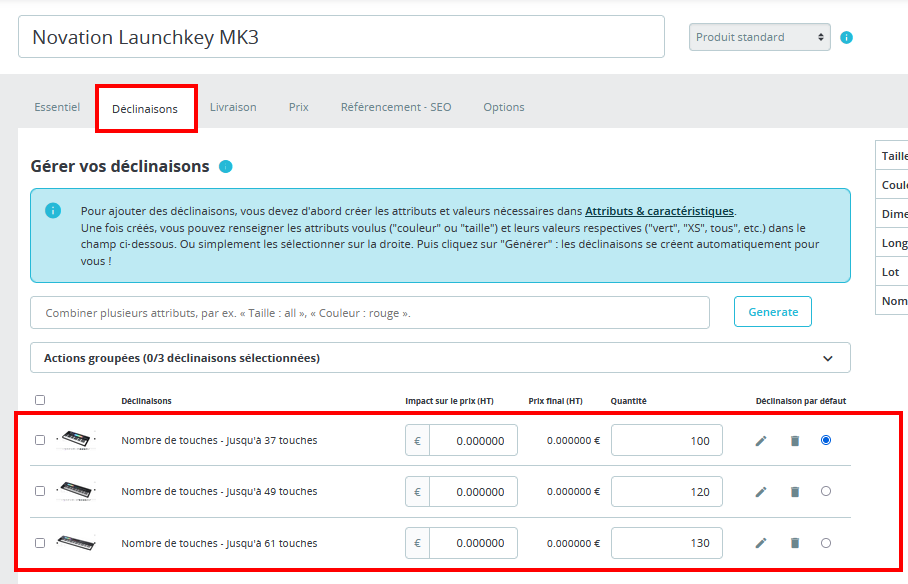 Novation Launchkey MK3
Produit standard
Essentiel Déclinaisons Livraison Prix Référencement - SEO Options
Gérer vos déclinaisons
Pour ajouter des déclinaisons, vous devez d'abord créer les attributs et valeurs nécessaires dans Attributs & caractéristiques.
Une fois créés, vous pouvez renseigner les attributs voulus ("couleur" ou "taille") et leurs valeurs respectives ("vert", "XS", tous", etc.) dans le
champ ci-dessous. Ou simplement les sélectionner sur la droite. Puis cliquez sur "Générer" : les déclinaisons se créent automatiquement pour
vous !
Combiner plusieurs attributs, par ex. « Taille : all », « Couleur : rouge ».
Generate
Actions groupées (0/3 déclinaisons sélectionnées)
Déclinaisons Impact sur le prix (HT) Prix final (HT) Quantité Déclinaison par défaut
Nombre de touches - Jusqu'à 37 touches € 0.000000 0.000000 € 100
Nombre de touches - Jusqu'à 49 touches € 0.000000 0.000000 € 120
Nombre de touches - Jusqu'à 61 touches € 0.000000 0.000000 € 130
Taille
Coul
Dime
Long
Lot
Nom